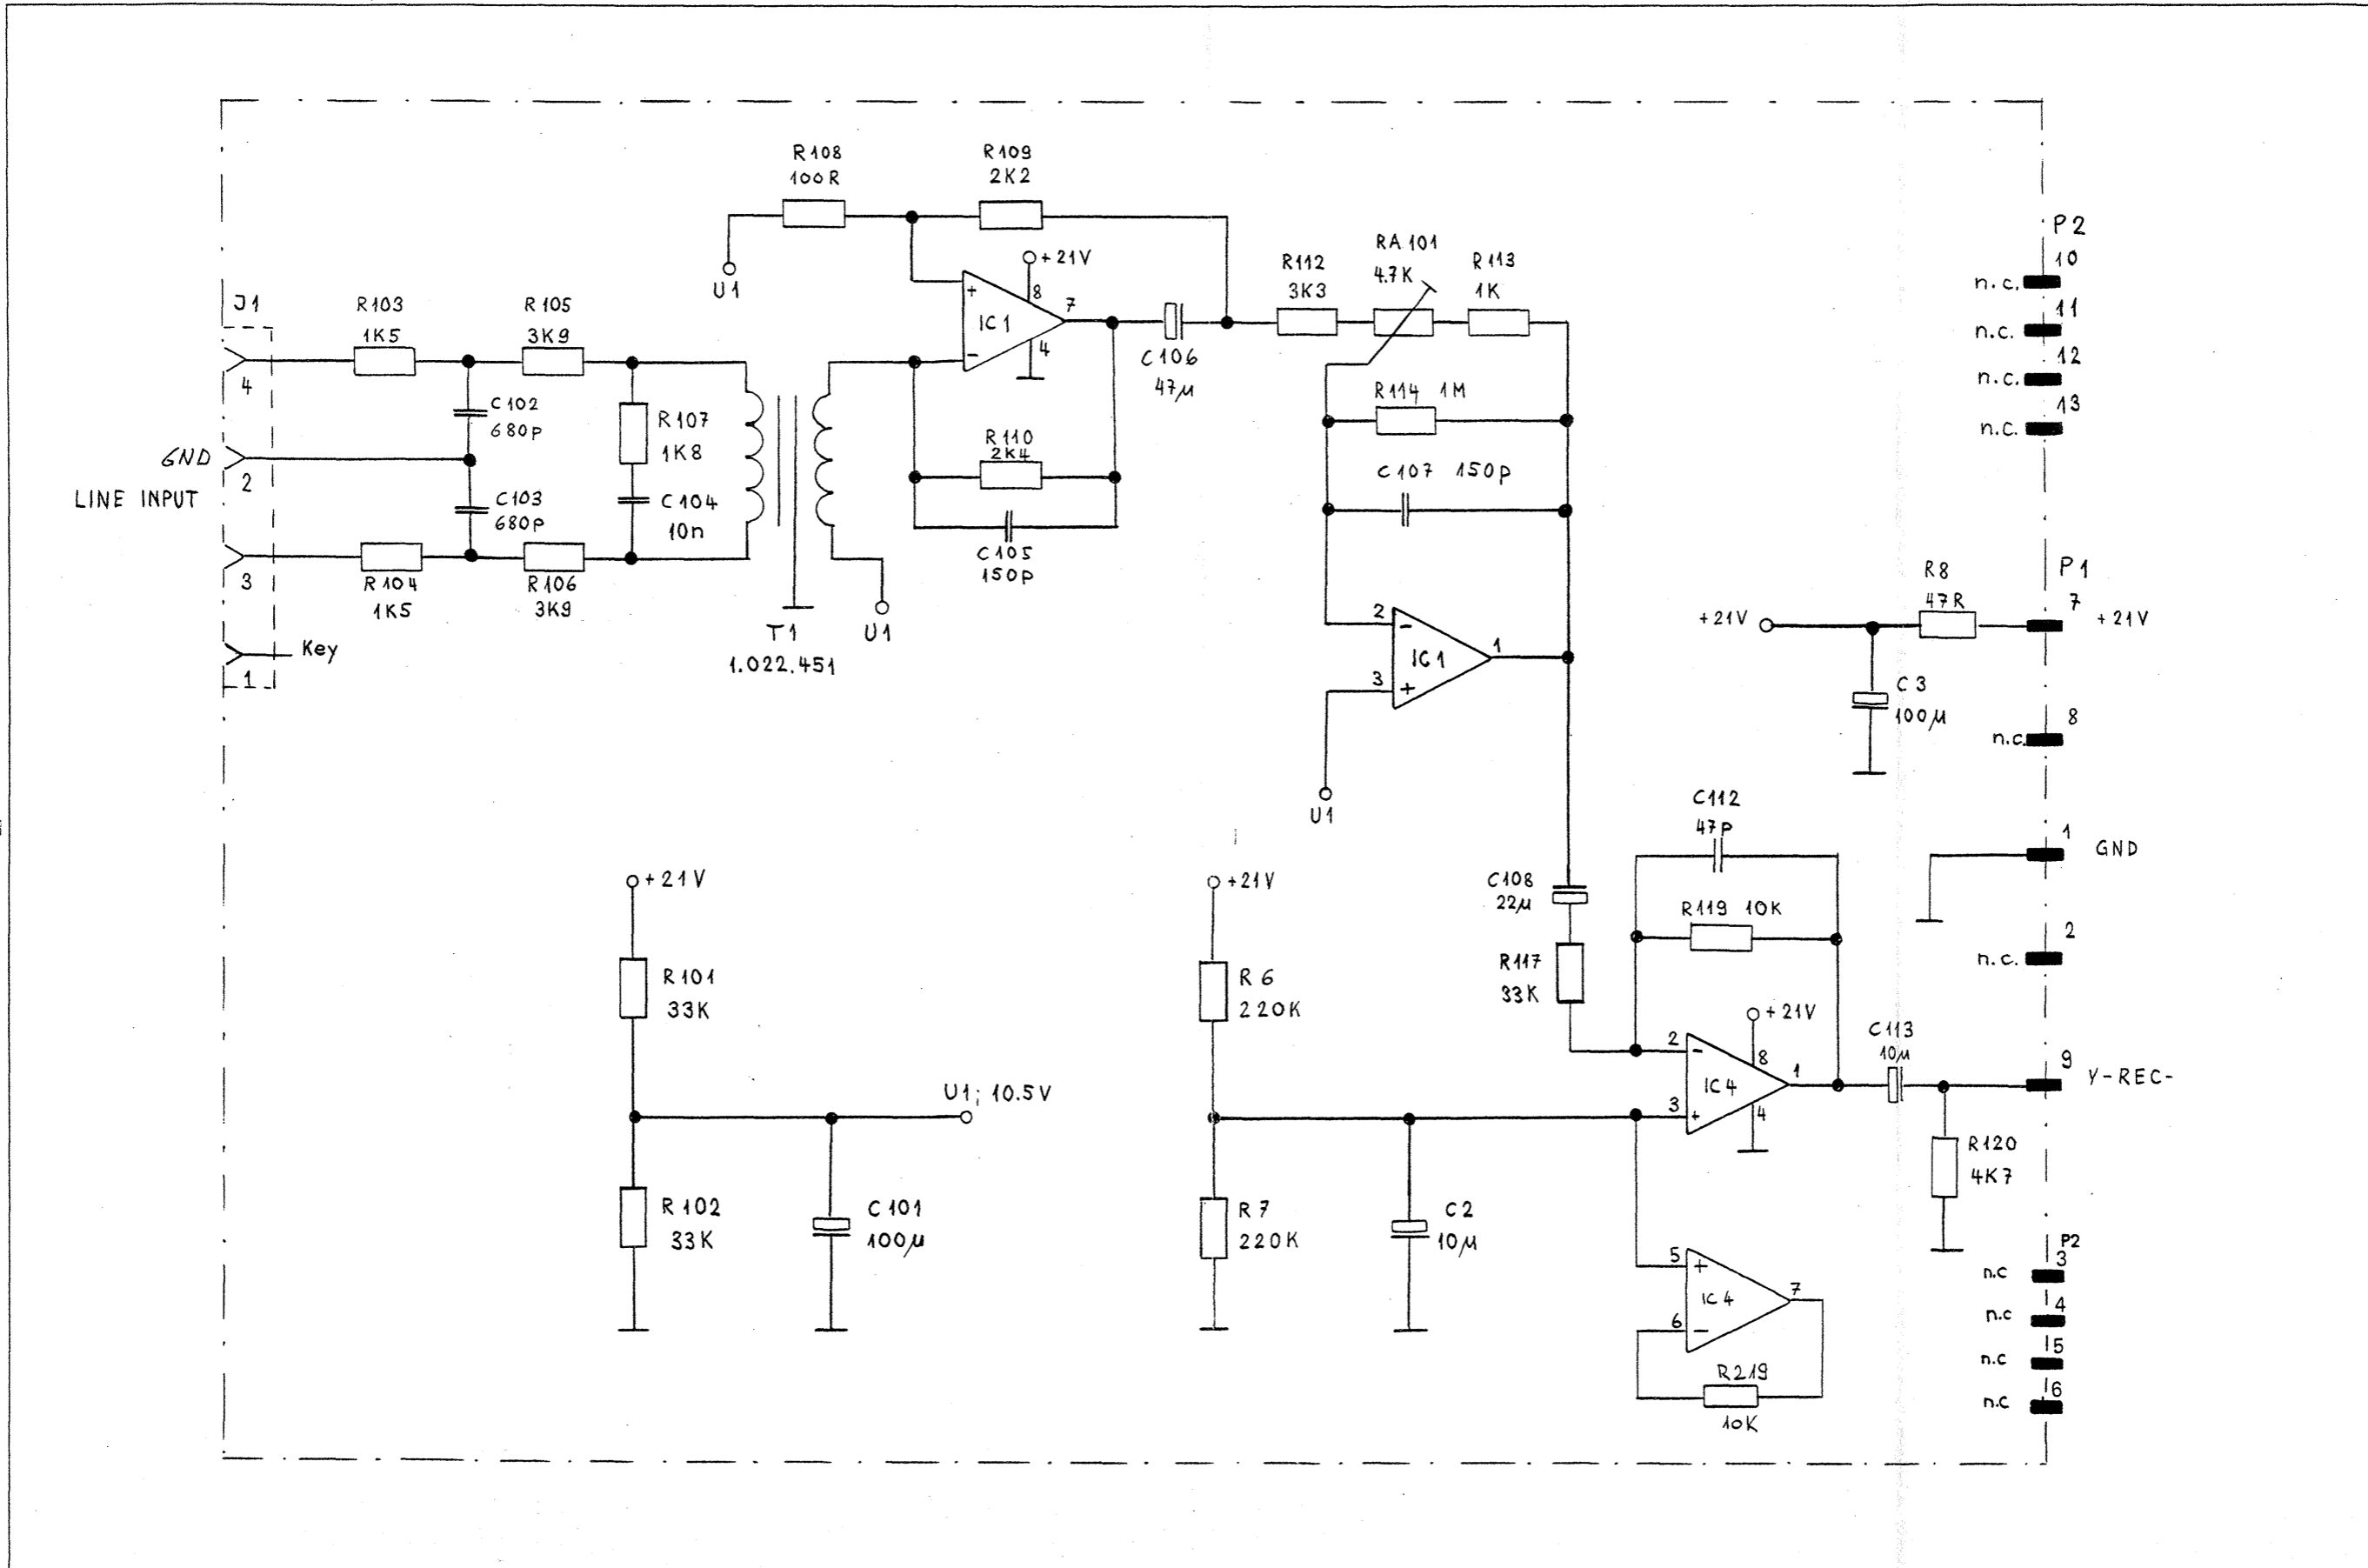 R108
100R
R109
2K2
+21V
8
+
IC1
7
-
4
U1
C106
47µ
R112
3K3
RA 101
4.7K
R113
1K
R114 1M
C107 150p
P2
10
n.c.
11
n.c.
12
n.c.
13
n.c.
J1
R103
1K5
R105
3K9
4
C102
680p
R107
1K8
GND
2
LINE INPUT
C103
680p
C104
10n
3
R104
1K5
R106
3K9
Key
1
T1
1.022.451
U1
R110
2K4
C105
150p
2
-
IC1
1
3
+
U1
R8
47R
P1
7
+21V
+21V
C3
100µ
8
n.c.
C112
47p
1
GND
C108
22µ
R119 10K
2
n.c.
R117
33K
+21V
R101
33K
U1; 10.5V
R102
33K
C101
100µ
+21V
R6
220K
R7
220K
C2
10µ
+21V
2
-
8
IC4
1
3
+
4
C113
10µ
9
Y-REC-
R120
4K7
5
+
IC4
7
6
-
R219
10K
P2
3
n.c
4
n.c
5
n.c
6
n.c